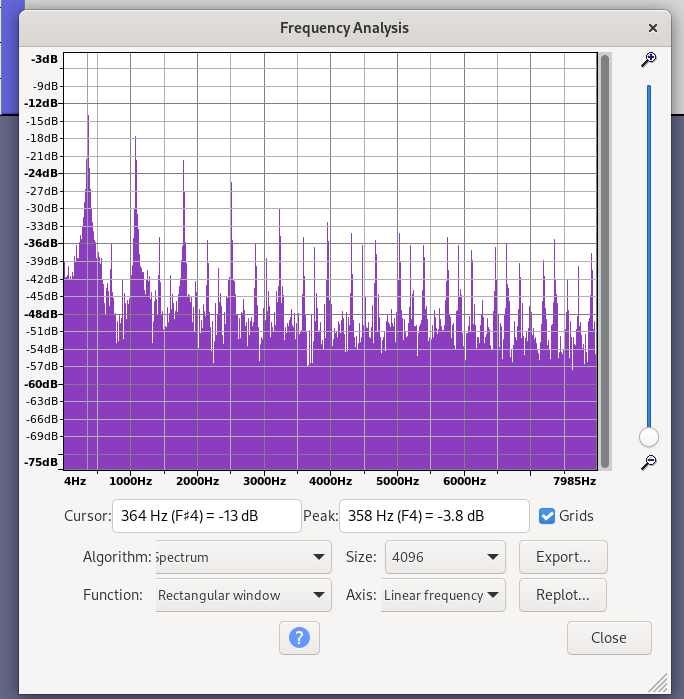 Frequency Analysis
-3dB
-9dB
-12dB
-15dB
-18dB
-21dB
-24dB
-27dB
-30dB
-33dB
-36dB
-39dB
-42dB
-45dB
-48dB
-51dB
-54dB
-57dB
-60dB
-63dB
-66dB
-69dB
-75dB
4Hz 1000Hz 2000Hz 3000Hz 4000Hz 5000Hz 6000Hz 7985Hz
Cursor: 364 Hz (F♯4) = -13 dB Peak: 358 Hz (F4) = -3.8 dB Grids
Algorithm: Spectrum Size: 4096 Export...
Function: Rectangular window Axis: Linear frequency Replot...
? Close